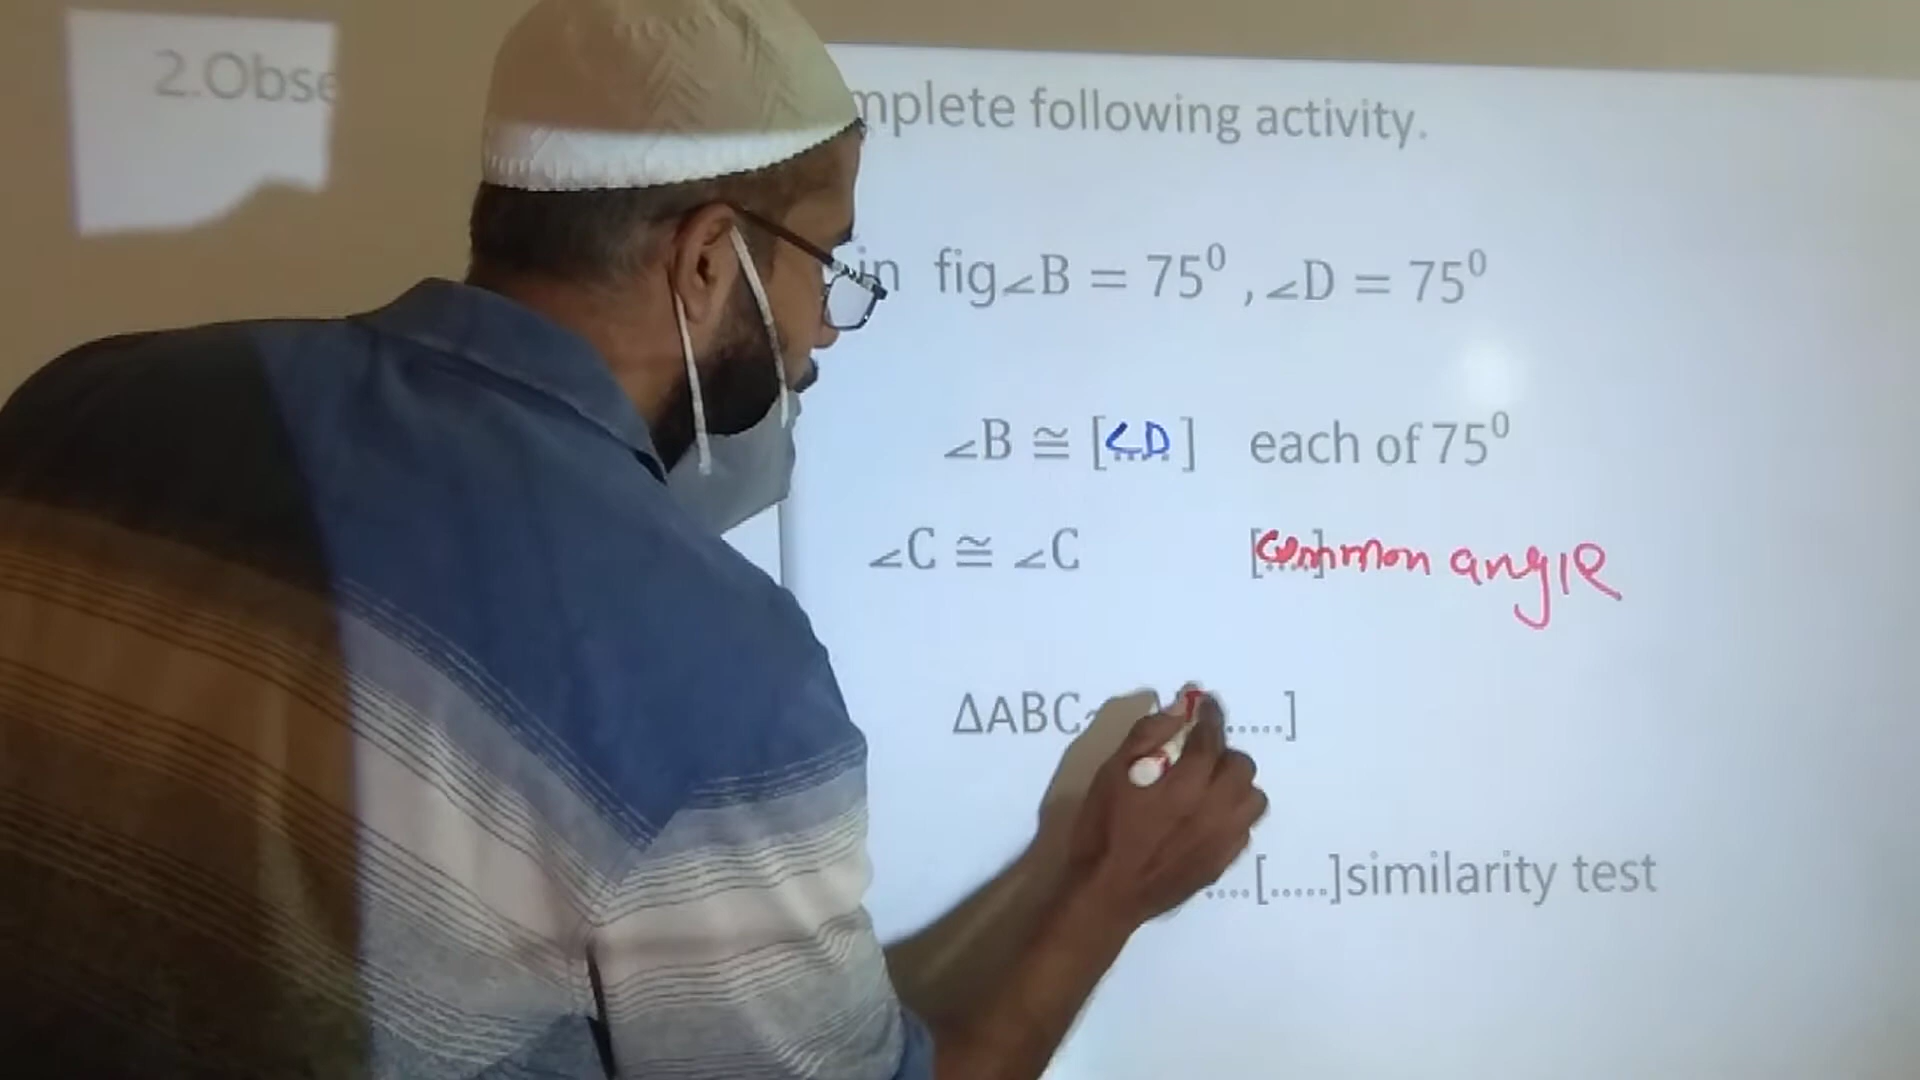 2.Obse mplete following activity.
in fig∠B = 75⁰ , ∠D = 75⁰
∠B ≅ [∠D] each of 75⁰
∠C ≅ ∠C [common angle]
ΔABC~ .....]
....[.....]similarity test